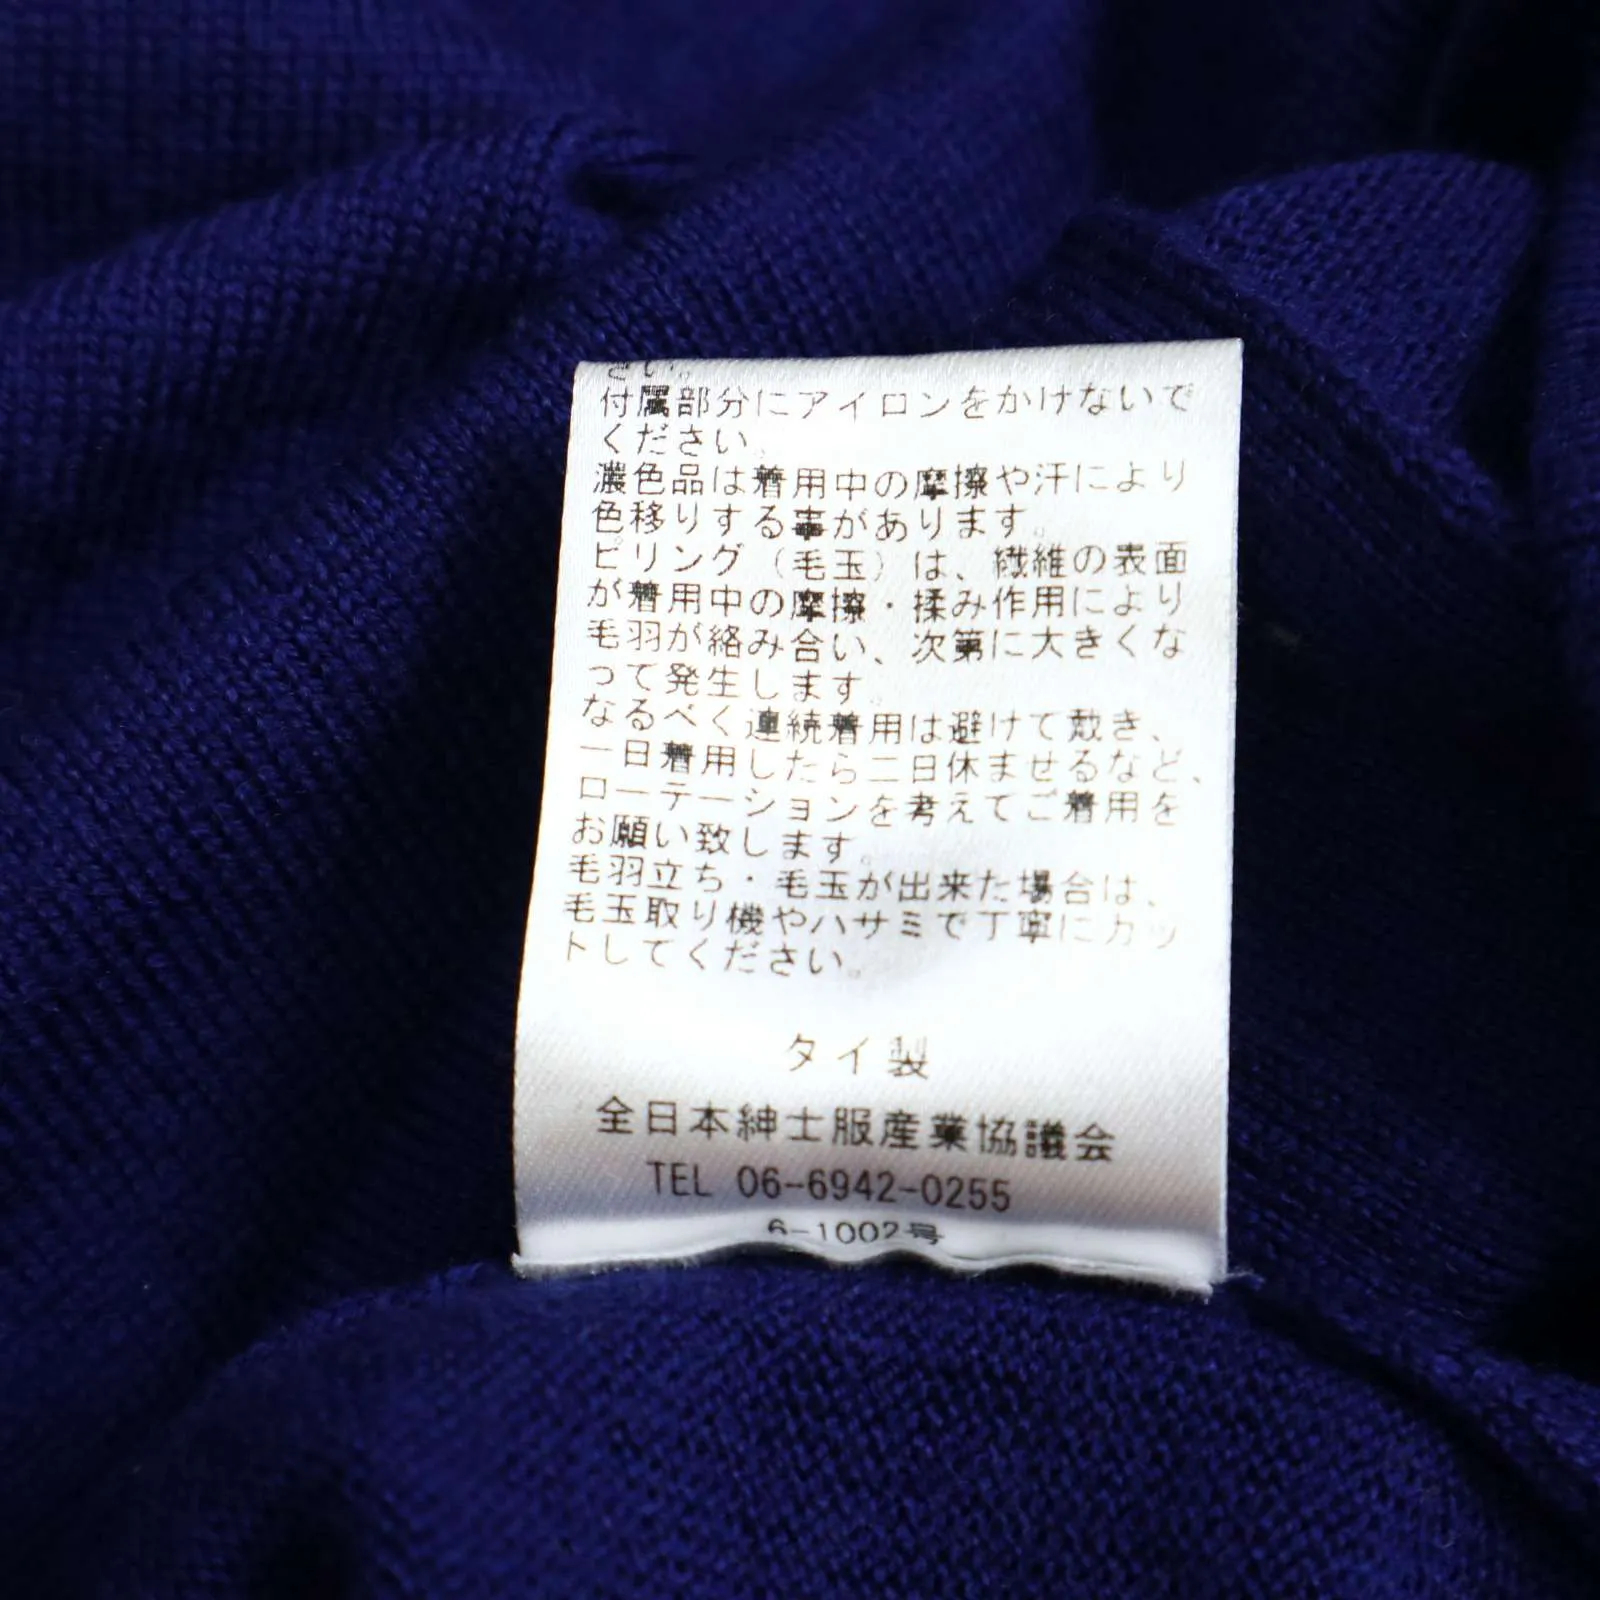 さい。
付属部分にアイロンをかけないで
ください。
濃色品は着用中の摩擦や汗により
色移りする事があります。
ピリング（毛玉）は、繊維の表面
が着用中の摩擦・揉み作用により
毛羽が絡み合い、次第に大きくな
って発生します。
なるべく連続着用は避けて戴き、
一日着用したら二日休ませるなど、
ローテーションを考えてご着用を
お願い致します。
毛羽立ち・毛玉が出来た場合は、
毛玉取り機やハサミで丁寧にカッ
トしてください。
タイ製
全日本紳士服産業協議会
TEL 06-6942-0255
6-1002号